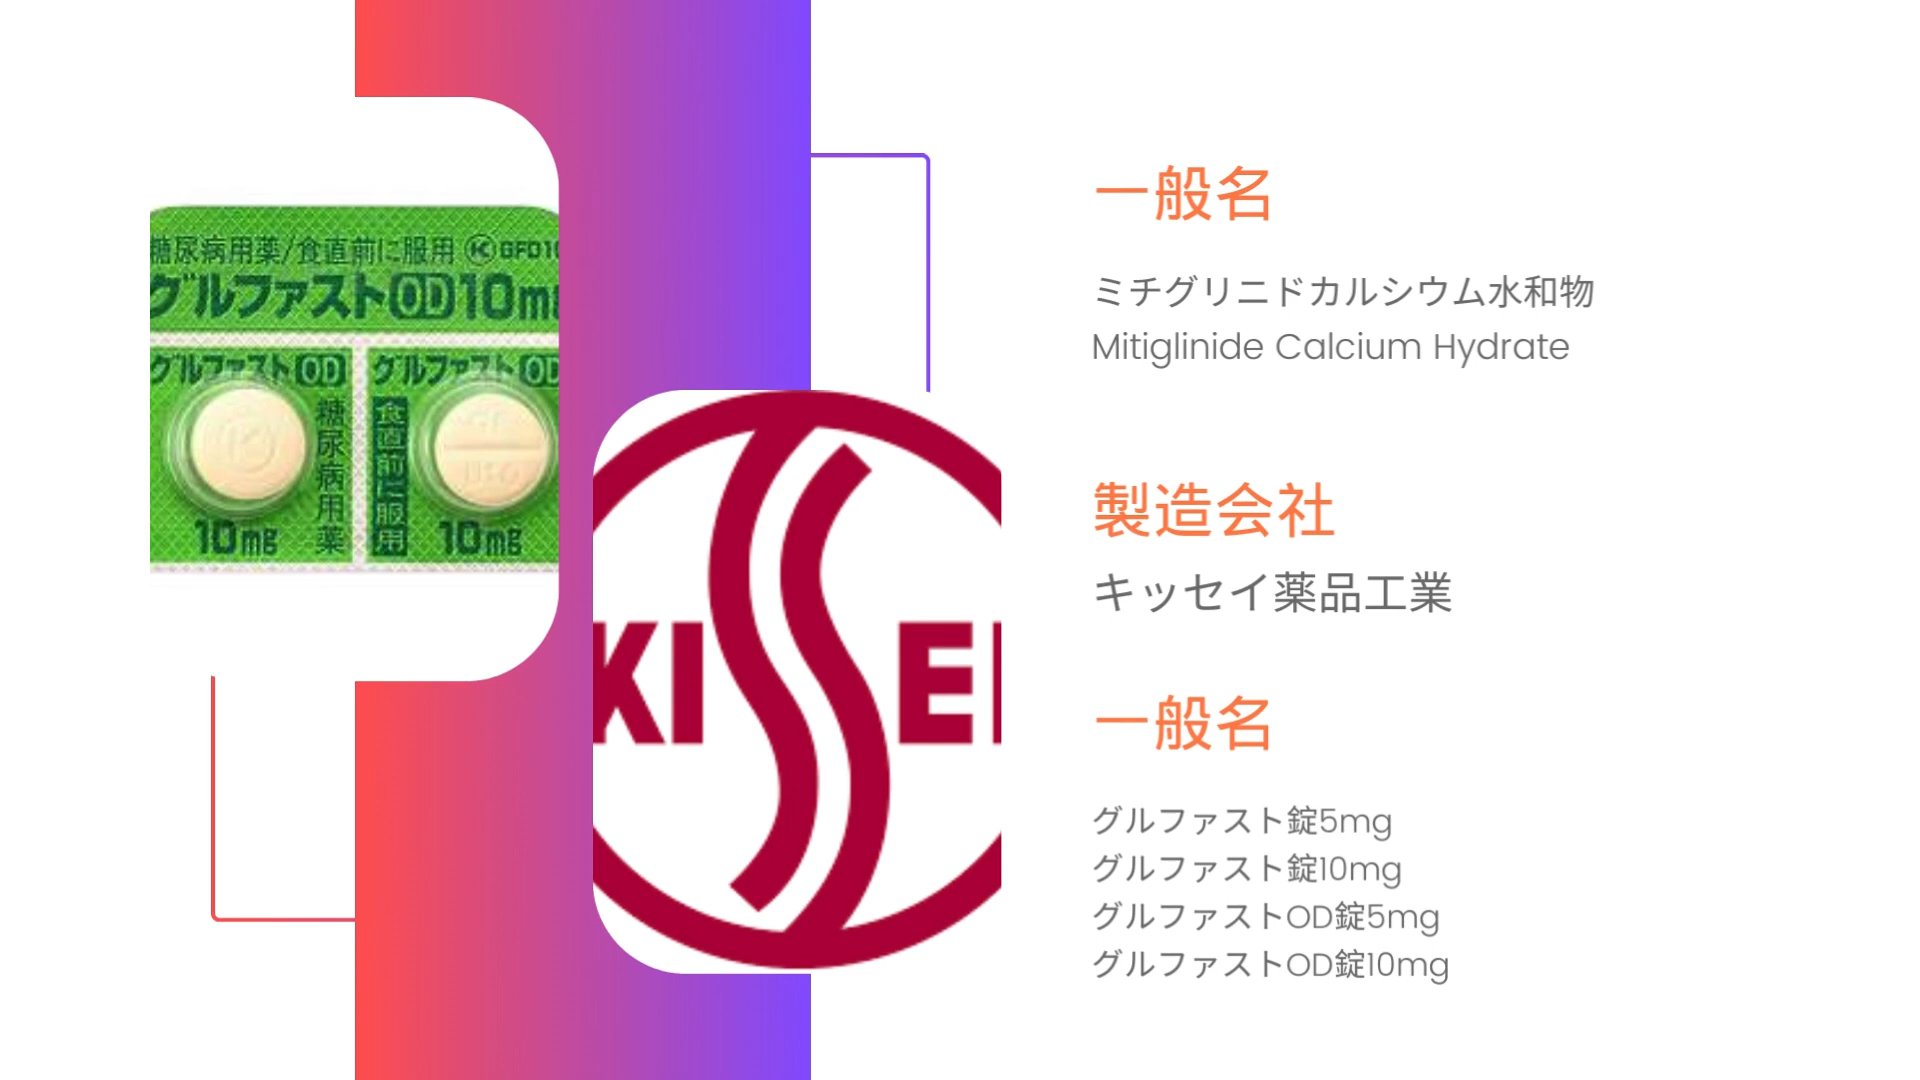 糖尿病用薬/食直前に服用 K GFO10
グルファストOD10mg
グルファストOD
グルファストOD
糖尿病用薬
食直前に服用
10mg
10mg
KISEI
一般名
ミチグリニドカルシウム水和物
Mitiglinide Calcium Hydrate
製造会社
キッセイ薬品工業
一般名
グルファスト錠5mg
グルファスト錠10mg
グルファストOD錠5mg
グルファストOD錠10mg